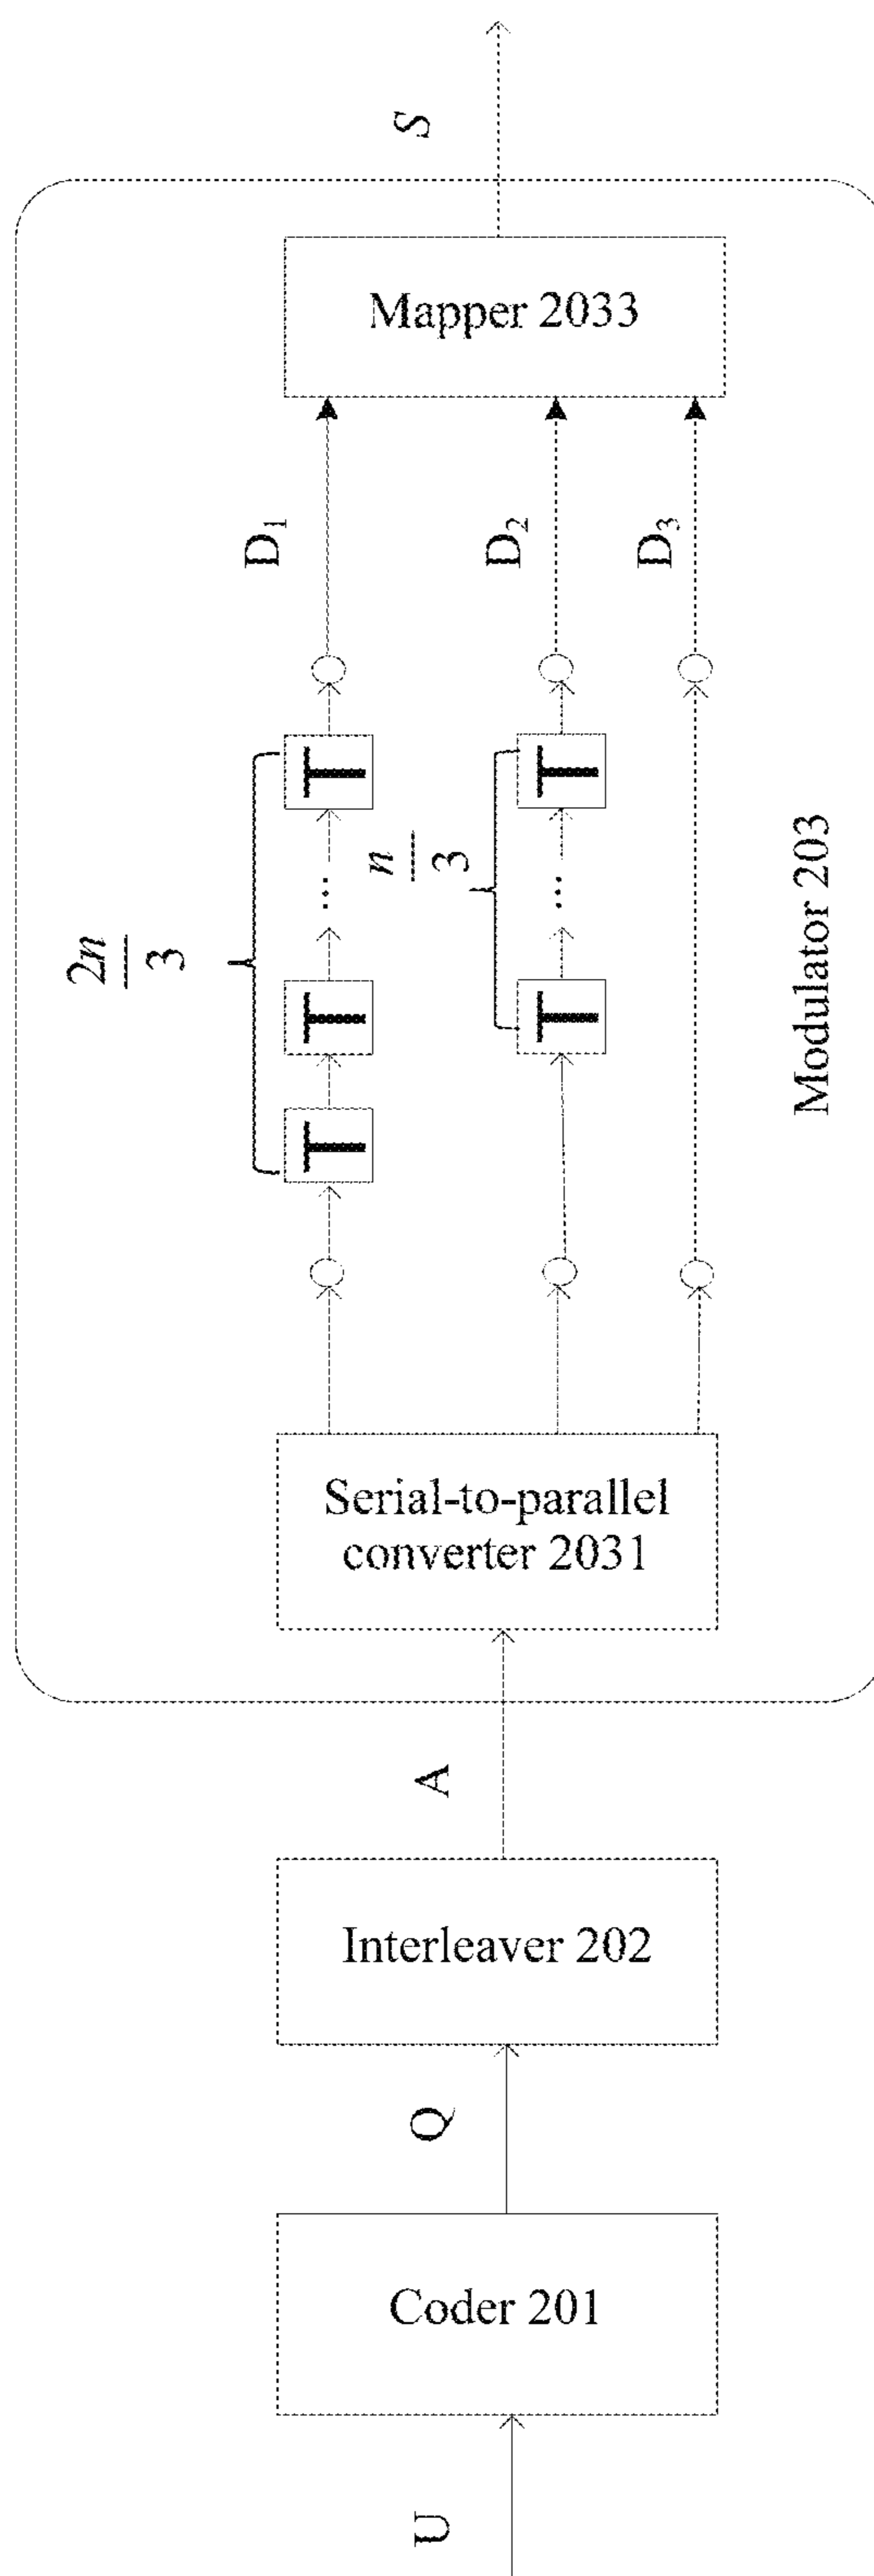 S
Mapper 2033
D1
D2
D3
2n
3
T
T
...
T
n
3
T
...
T
Modulator 203
Serial-to-parallel
converter 2031
A
Interleaver 202
Q
Coder 201
U